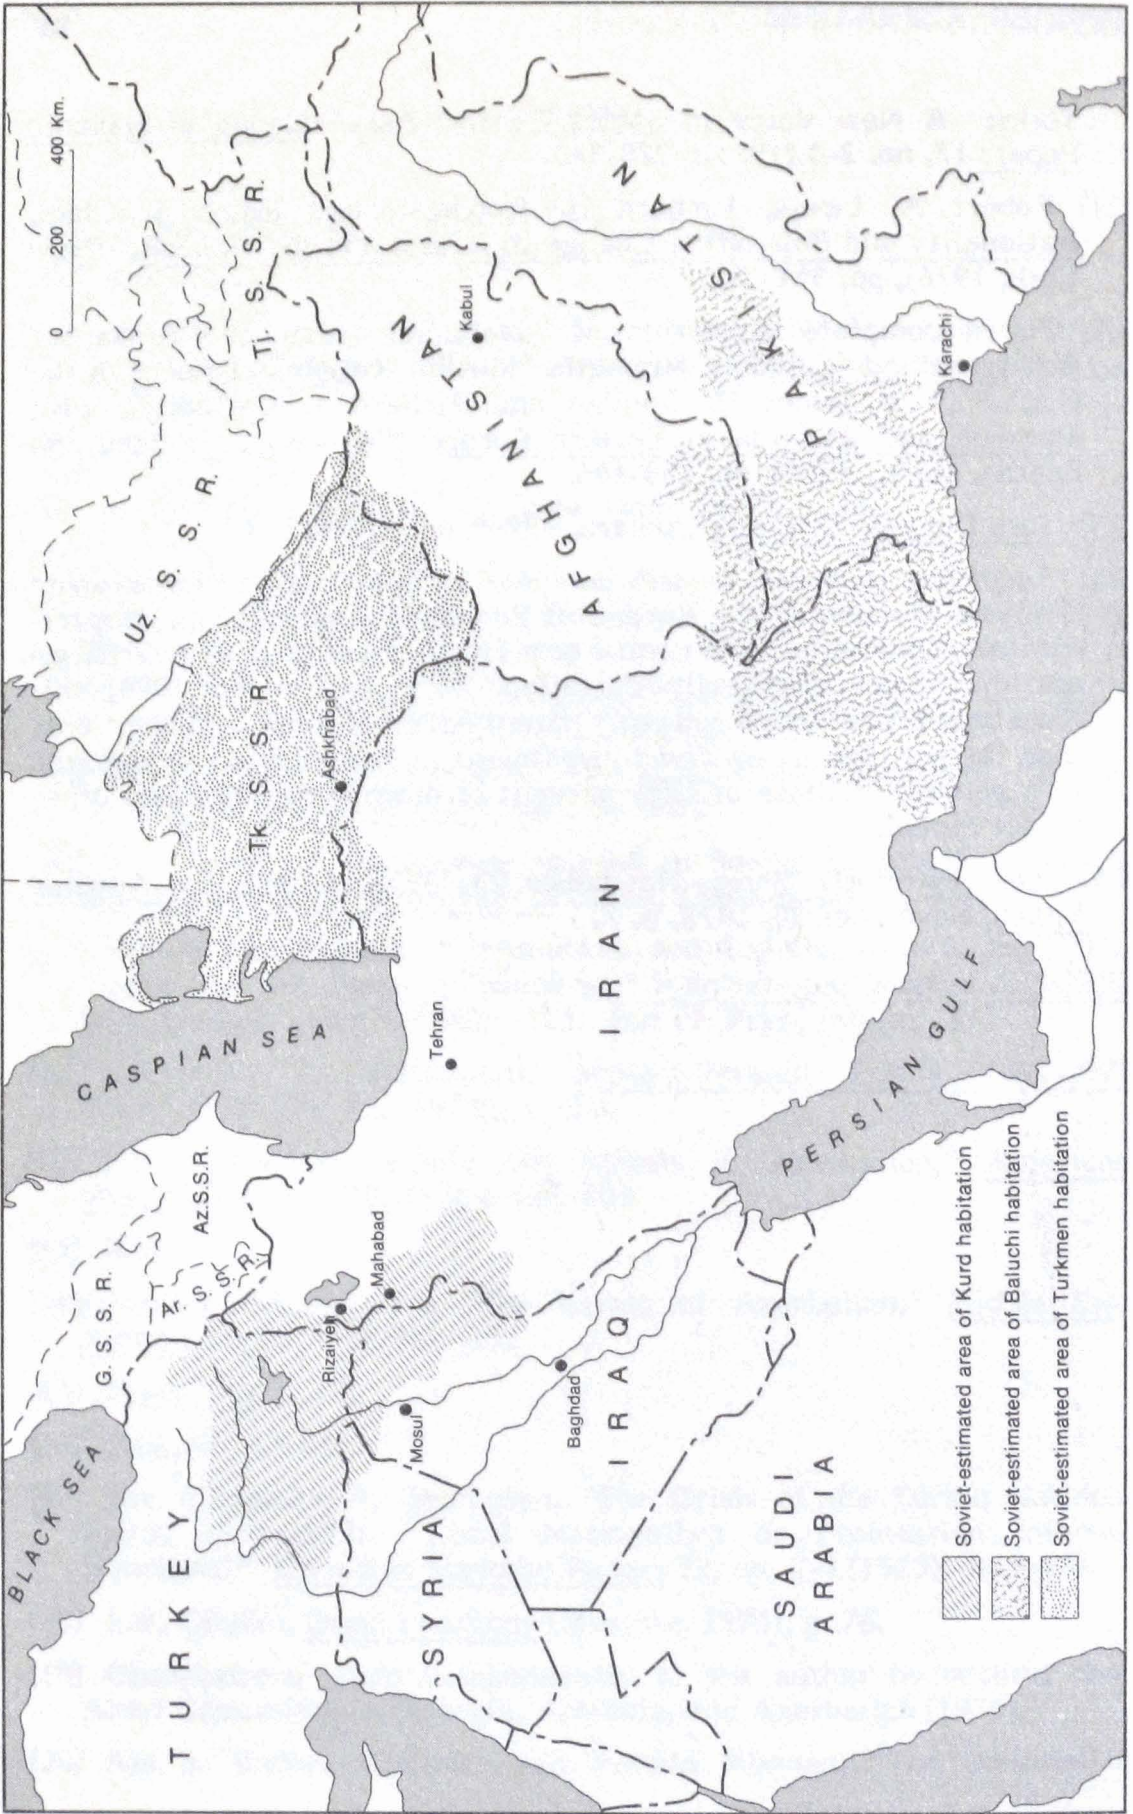 BLACK SEA
CASPIAN SEA
0 200 400 Km.
G. S. S. R.
Ar. S. S. R.
Az.S.S.R.
Uz. S. S. R.
Tk. S. S. R.
Tj. S. S. R.
TURKEY
Rizaiyeh
Mahabad
Mosul
Ashkhabad
Tehran
Kabul
SYRIA
Baghdad
IRAQ
IRAN
AFGHANISTAN
PAKISTAN
Karachi
PERSIAN GULF
SAUDI
ARABIA
Soviet-estimated area of Kurd habitation
Soviet-estimated area of Baluchi habitation
Soviet-estimated area Turkmen habitation